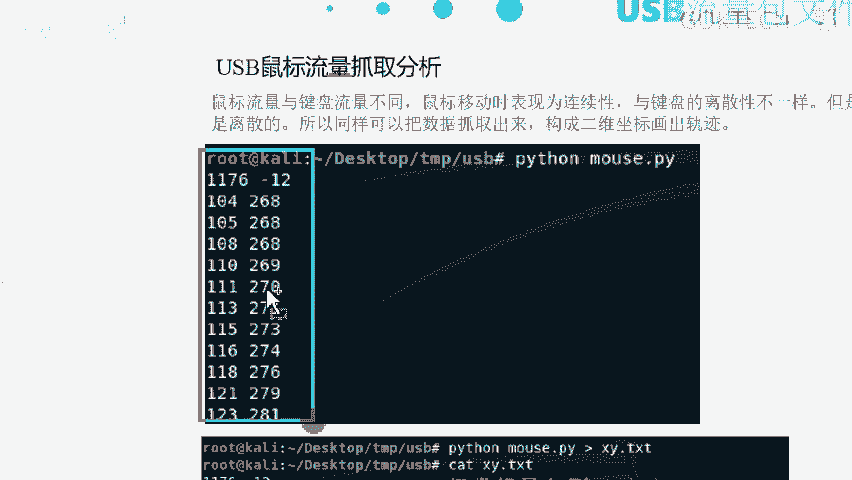 USB流量包文件
USB鼠标流量抓取分析
鼠标流量与键盘流量不同，鼠标移动时表现为连续性，与键盘的离散性不一样。但是
是离散的。所以同样可以把数据抓取出来，构成二维坐标画出轨迹。
root@kali:~/Desktop/tmp/usb# python mouse.py
1176 -12
104 268
105 268
108 268
110 269
111 270
113 27
115 273
116 274
118 276
121 279
123 281
root@kali:~/Desktop/tmp/usb# python mouse.py > xy.txt
root@kali:~/Desktop/tmp/usb# cat xy.txt
1176 -12